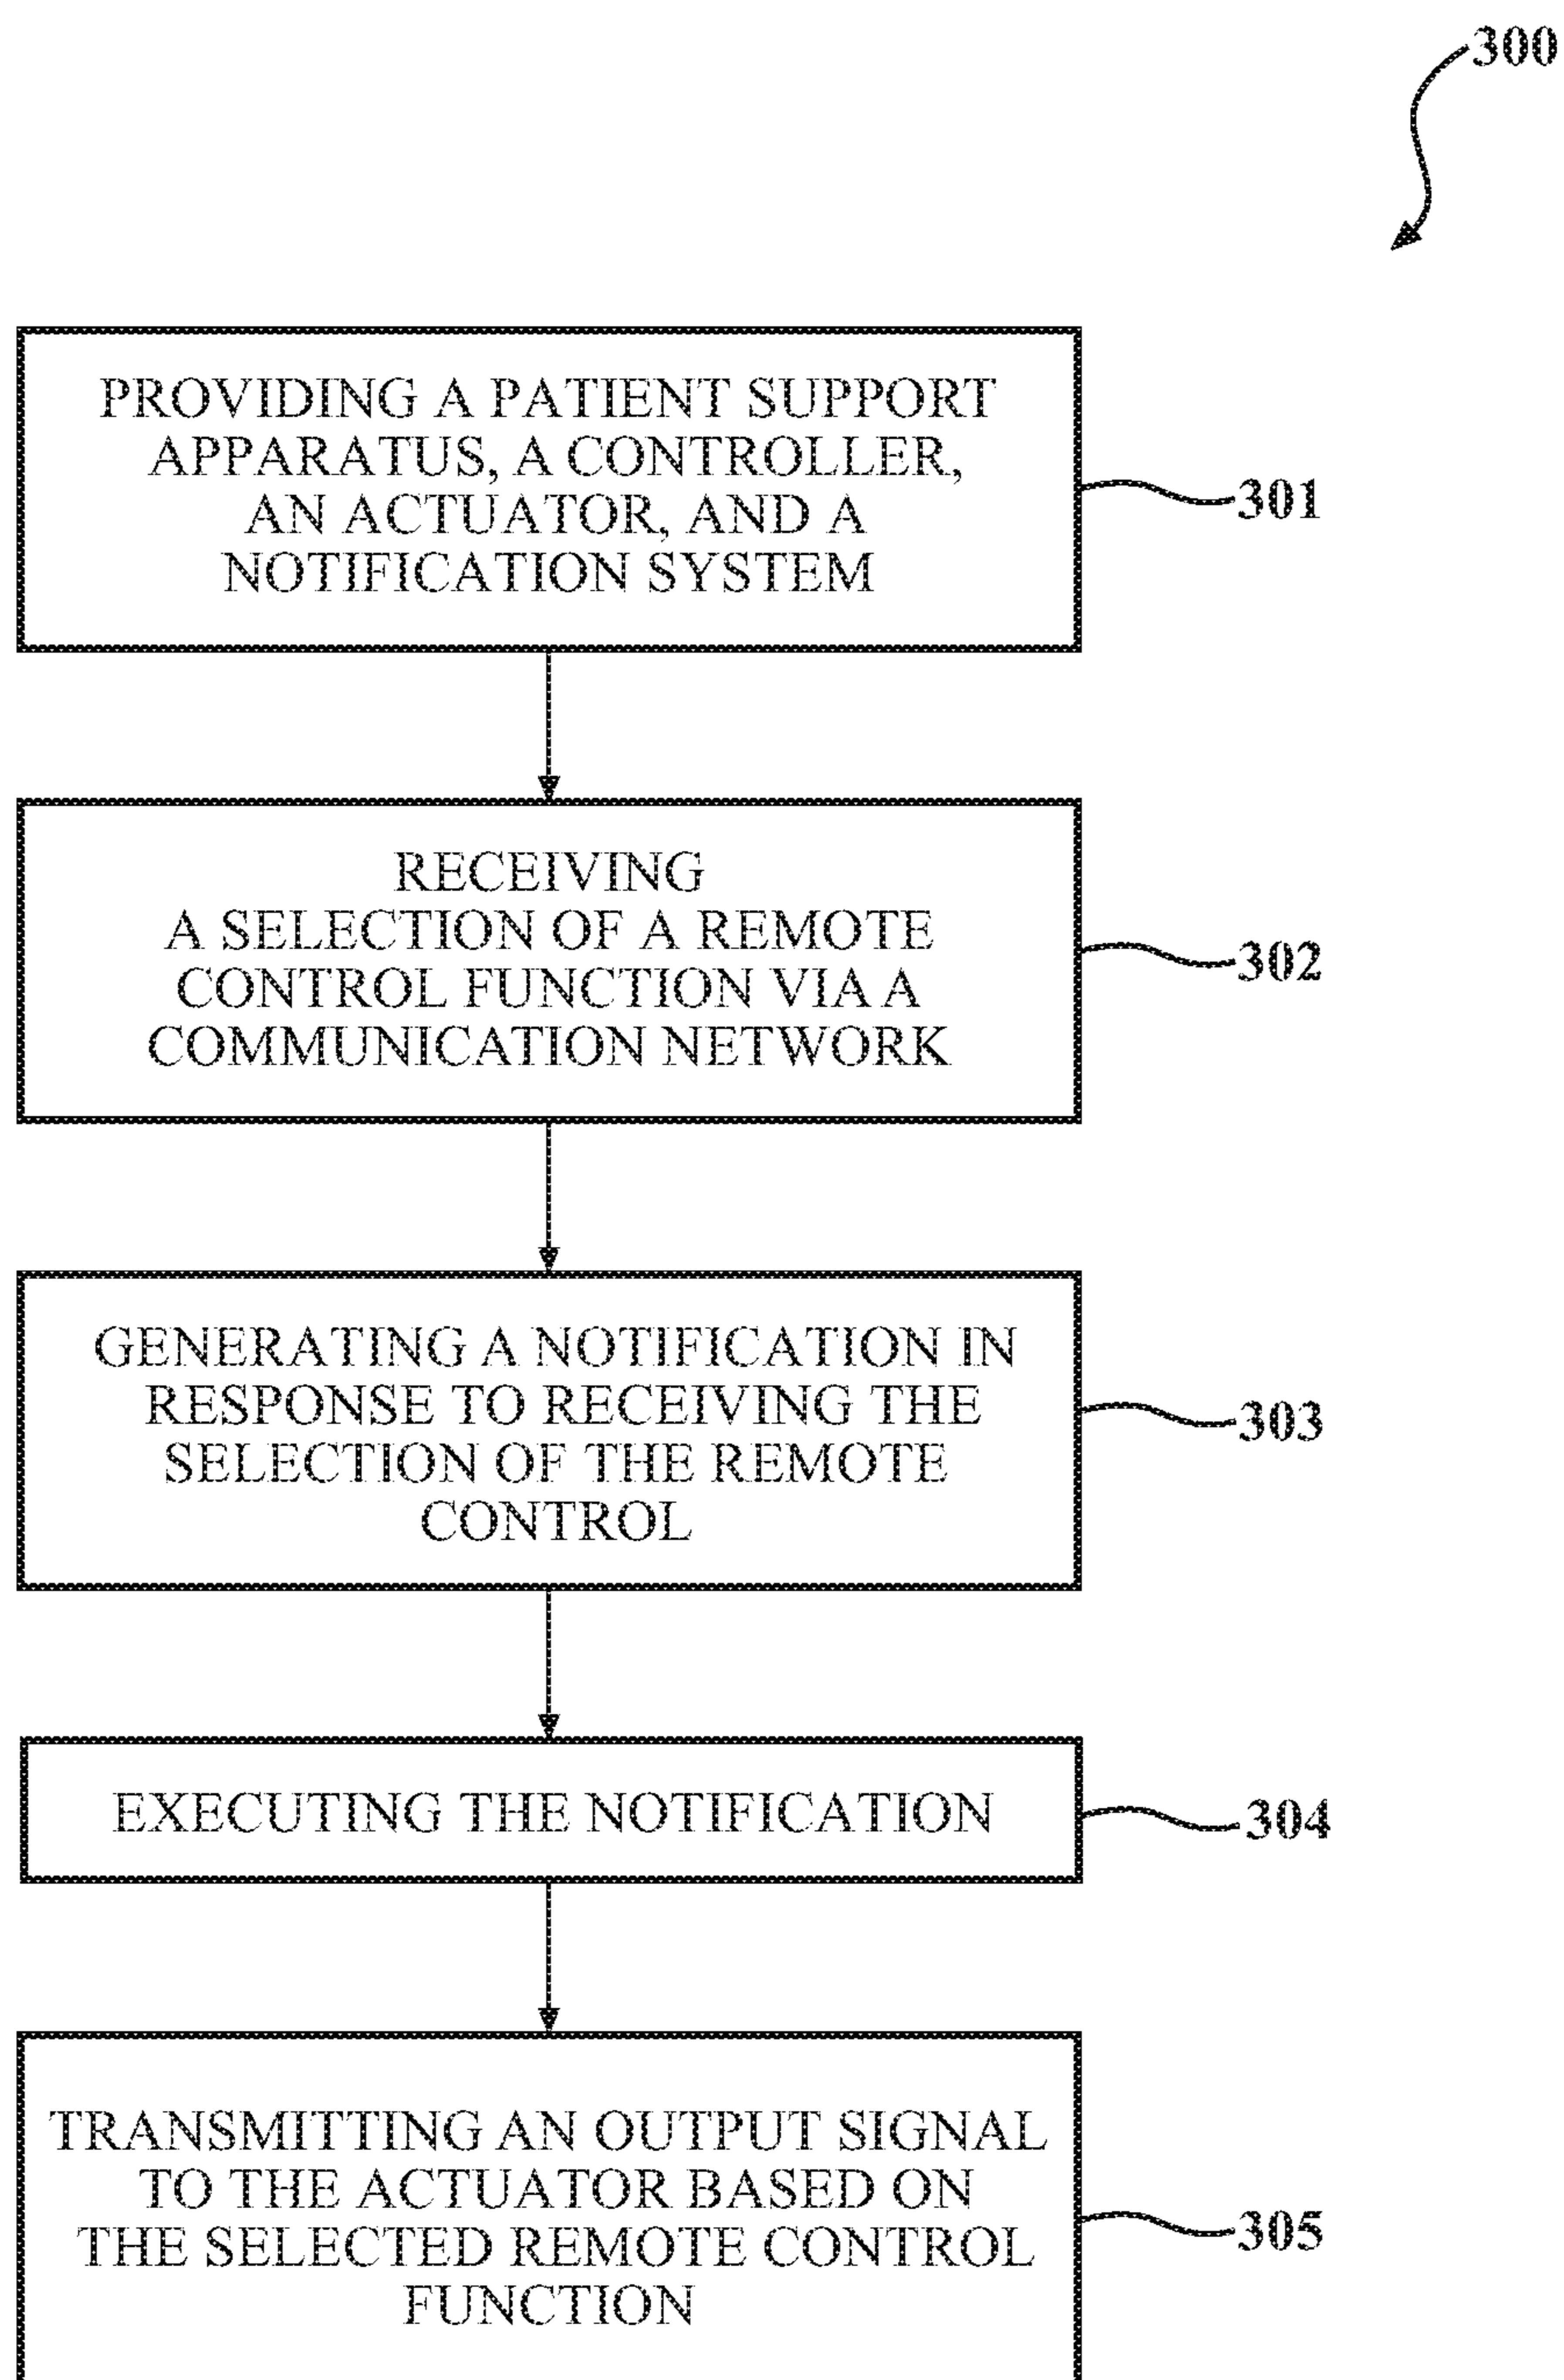 300
PROVIDING A PATIENT SUPPORT
APPARATUS, A CONTROLLER,
AN ACTUATOR, AND A
NOTIFICATION SYSTEM
301
RECEIVING
A SELECTION OF A REMOTE
CONTROL FUNCTION VIA A
COMMUNICATION NETWORK
302
GENERATING A NOTIFICATION IN
RESPONSE TO RECEIVING THE
SELECTION OF THE REMOTE
CONTROL
303
EXECUTING THE NOTIFICATION
304
TRANSMITTING AN OUTPUT SIGNAL
TO THE ACTUATOR BASED ON
THE SELECTED REMOTE CONTROL
FUNCTION
305